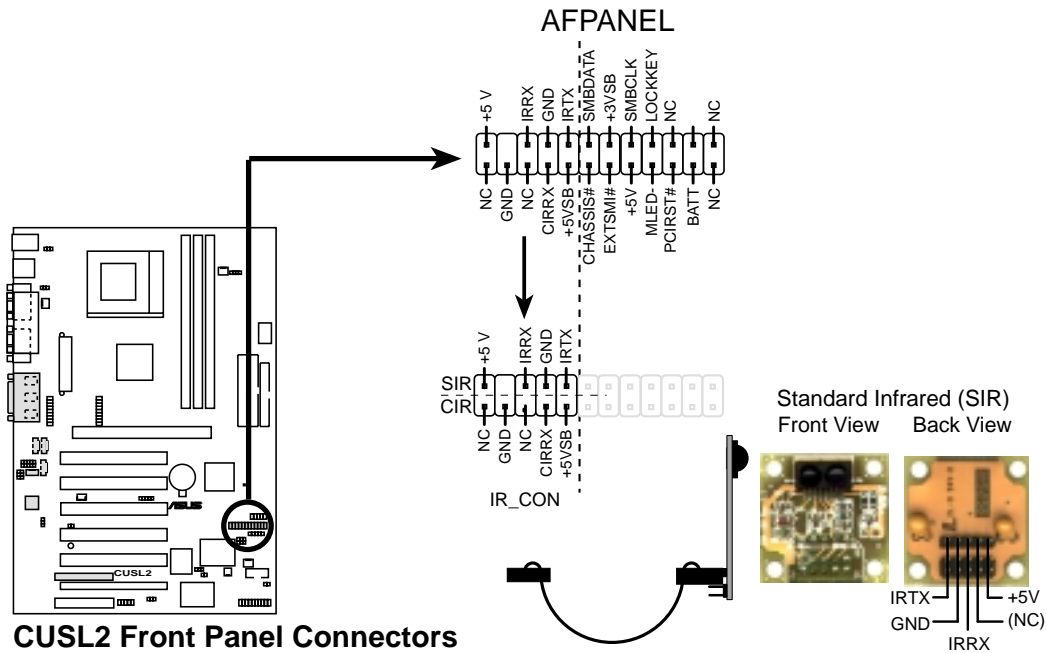 AFPANEL
+5 V
IRRX
GND
IRTX
SMBDATA
+3VSB
SMBCLK
LOCKKEY
NC
NC
NC
GND
NC
CIRRX
+5VSB
CHASSIS#
EXTSMI#
+5V
MLED-
PCIRST#
BATT
NC
+5 V
IRRX
GND
IRTX
SIR
CIR
NC
GND
NC
CIRRX
+5VSB
IR_CON
Standard Infrared (SIR)
Front View Back View
IRTX
GND
IRRX
+5V
(NC)
/SUS
CUSL2
CUSL2 Front Panel Connectors